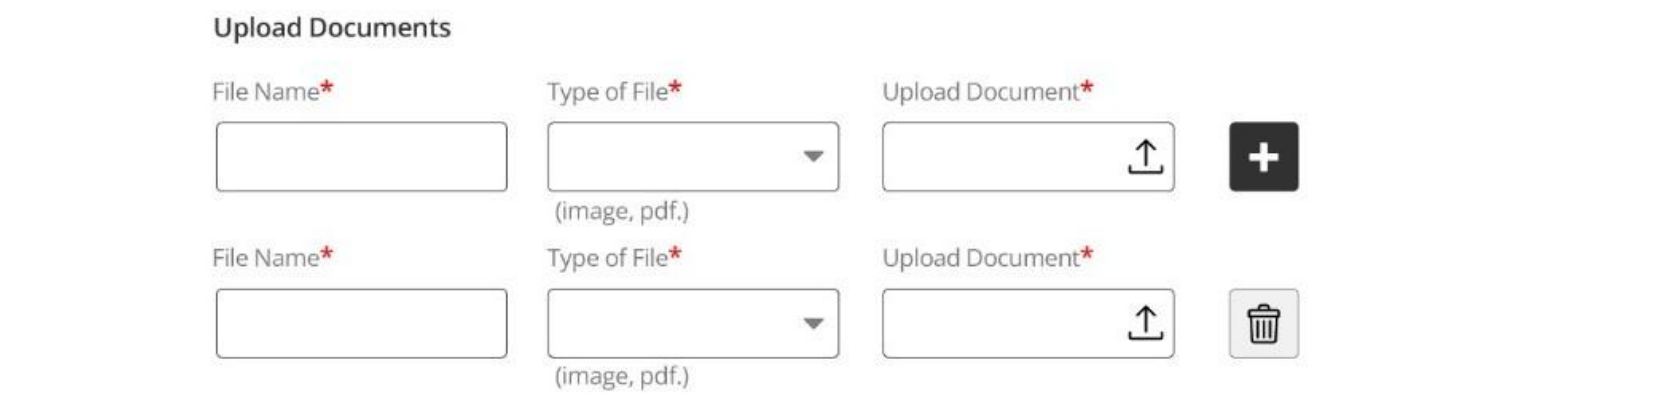 Upload Documents
File Name* Type of File* Upload Document*
(image, pdf.)
File Name* Type of File* Upload Document*
(image, pdf.)